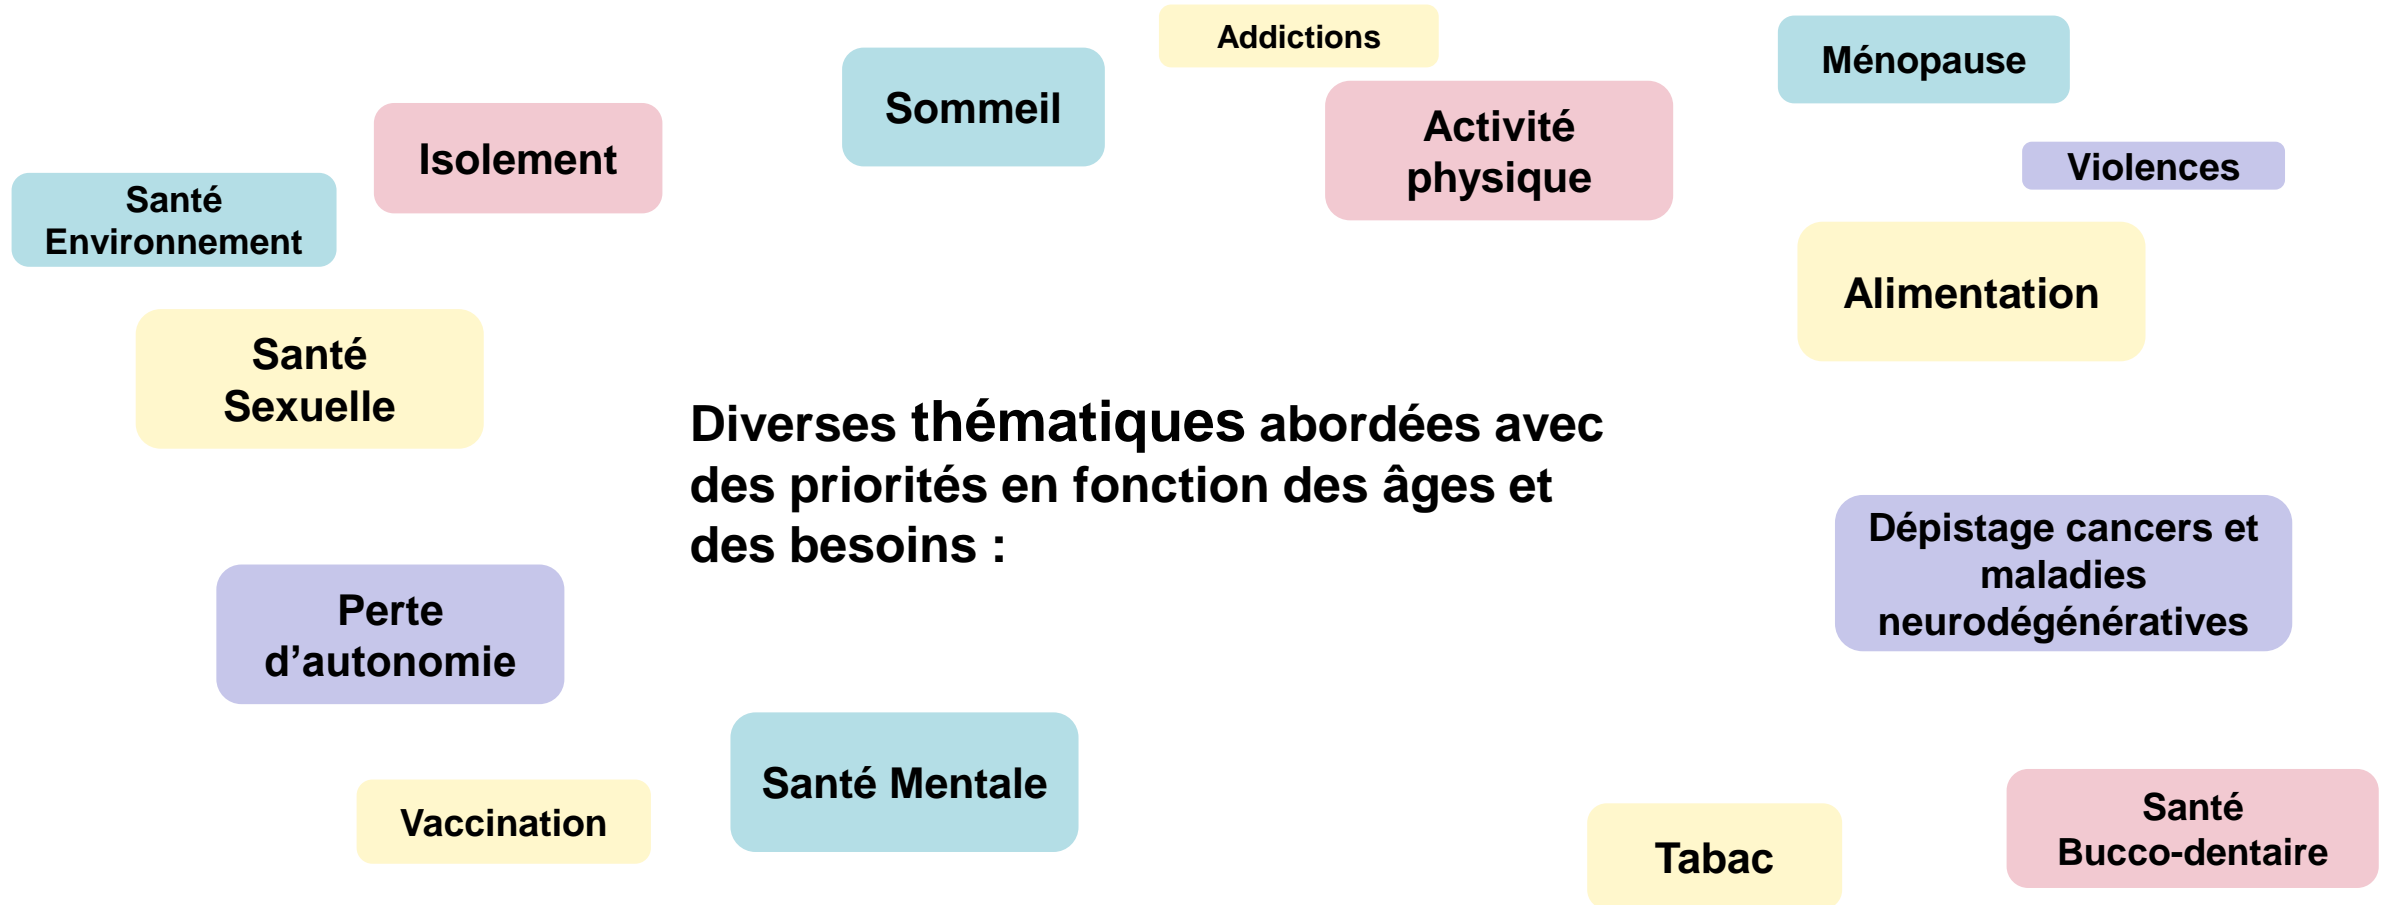 Addictions
Ménopause
Sommeil
Activité
physique
Isolement
Violences
Santé
Environnement
Alimentation
Santé
Sexuelle
Diverses thématiques abordées avec
des priorités en fonction des âges et
des besoins :
Dépistage cancers et
maladies
neurodégénératives
Perte
d’autonomie
Santé Mentale
Vaccination
Tabac
Santé
Bucco-dentaire